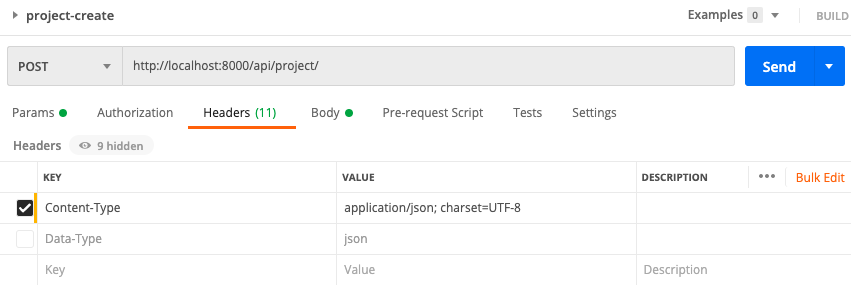 project-create Examples 0 BUILD
POST http://localhost:8000/api/project/ Send
Params Authorization Headers (11) Body Pre-request Script Tests Settings
Headers 9 hidden
KEY VALUE DESCRIPTION ••• Bulk Edit
Content-Type application/json; charset=UTF-8
Data-Type json
Key Value Description